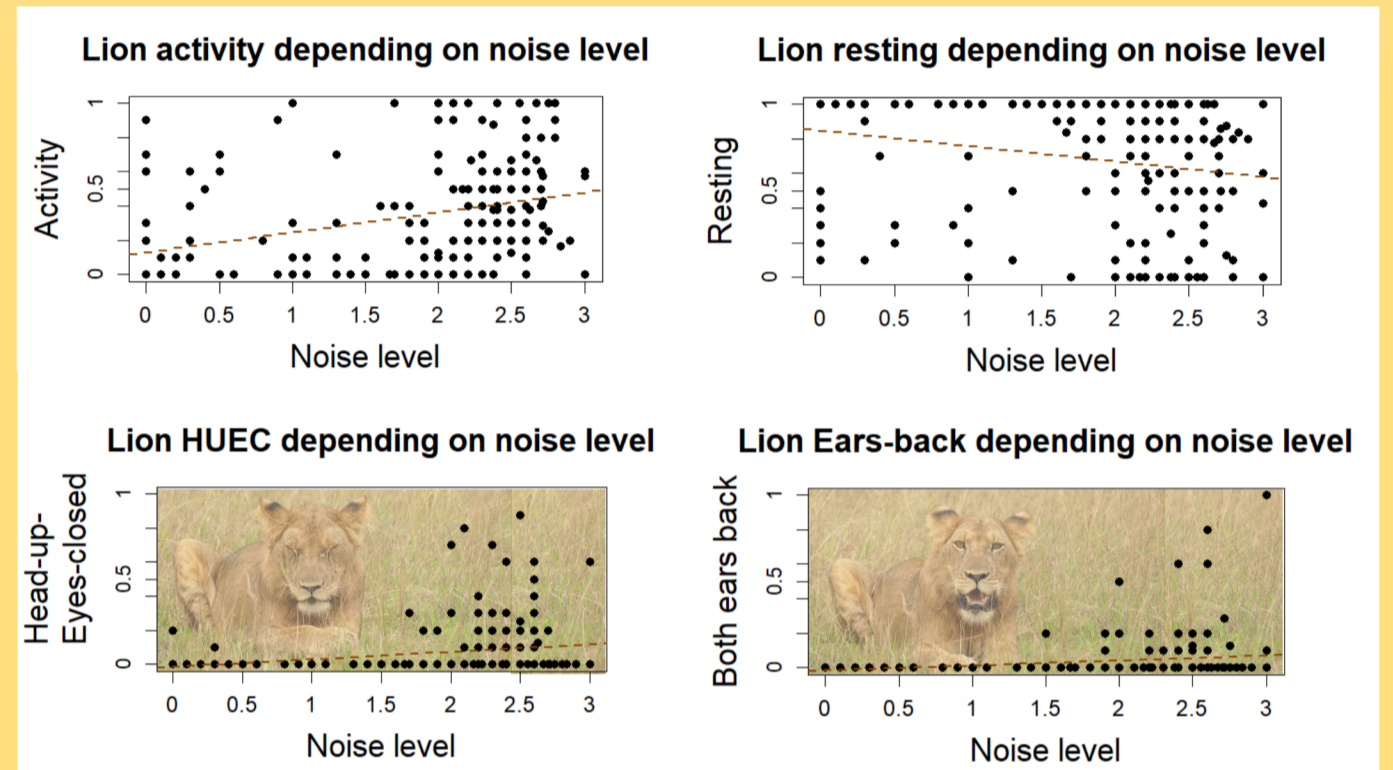 Lion activity depending on noise level
Activity
1
0.5
0
0 0.5 1 1.5 2 2.5 3
Noise level
Lion resting depending on noise level
Resting
1
0.5
0
0 0.5 1 1.5 2 2.5 3
Noise level
Lion HUEC depending on noise level
Head-up-
Eyes-closed
1
0.5
0
0 0.5 1 1.5 2 2.5 3
Noise level
Lion Ears-back depending on noise level
Both ears back
1
0.5
0
0 0.5 1 1.5 2 2.5 3
Noise level